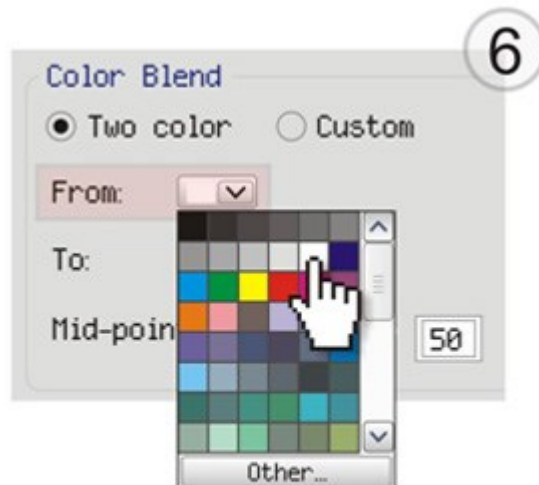 6
Color Blend
Two color Custom
From:
To:
Mid-poin 50
Other...